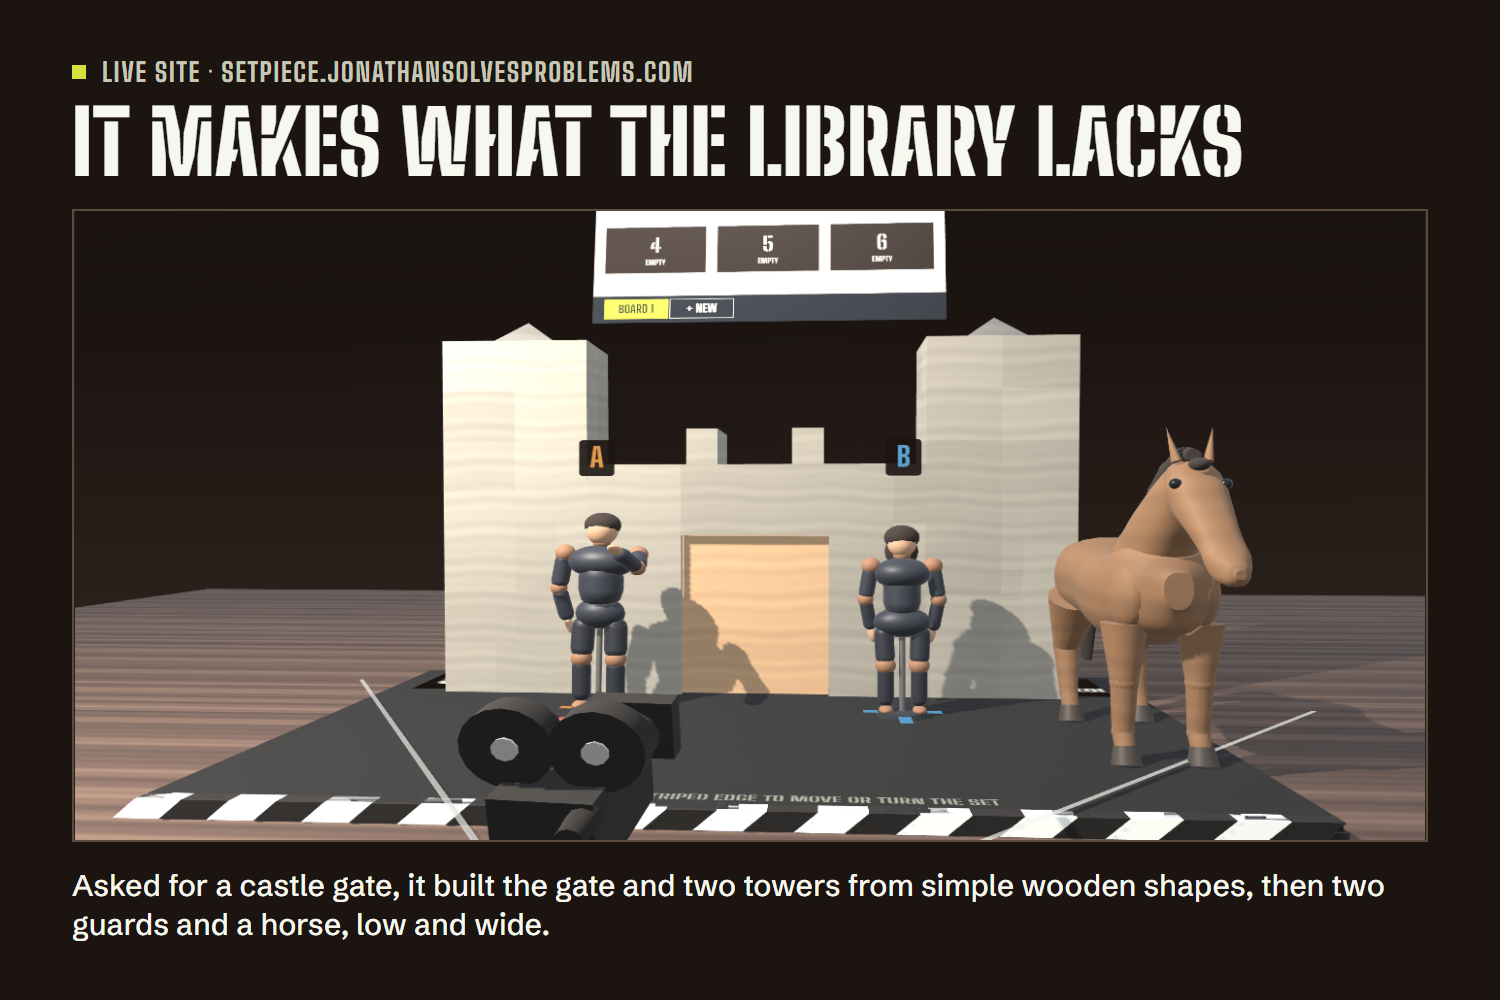 LIVE SITE · SETPIECE.JONATHANSOLVESPROBLEMS.COM
IT MAKES WHAT THE LIBRARY LACKS
4 5 6
EMPTY EMPTY EMPTY
BOARD 1 + NEW
A B
EDGE TO MOVE OR TURN THE SET
Asked for a castle gate, it built the gate and two towers from simple wooden shapes, then two
guards and a horse, low and wide.